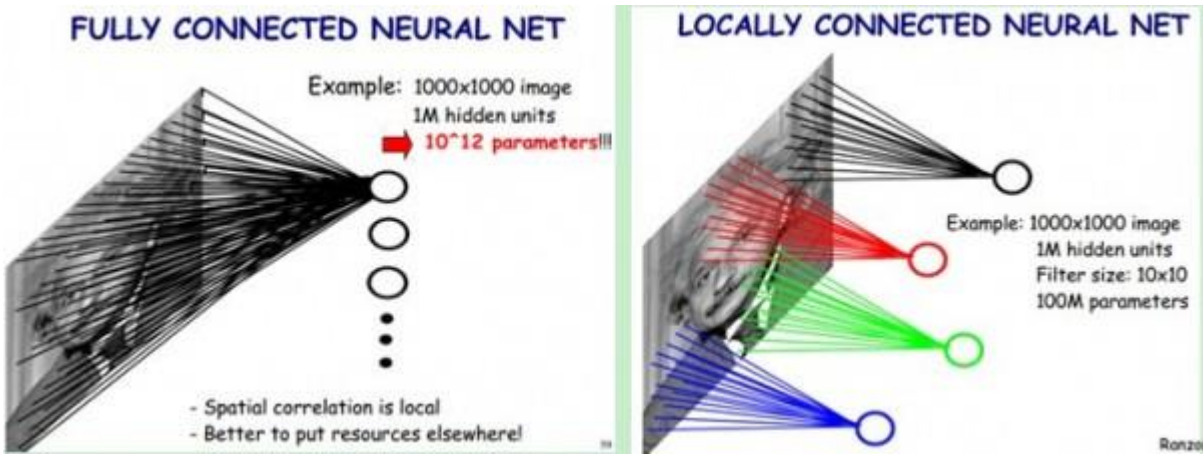 FULLY CONNECTED NEURAL NET
Example: 1000x1000 image
1M hidden units
10^12 parameters!!!
- Spatial correlation is local
- Better to put resources elsewhere!
LOCALLY CONNECTED NEURAL NET
Example: 1000x1000 image
1M hidden units
Filter size: 10x10
100M parameters
Ranzo